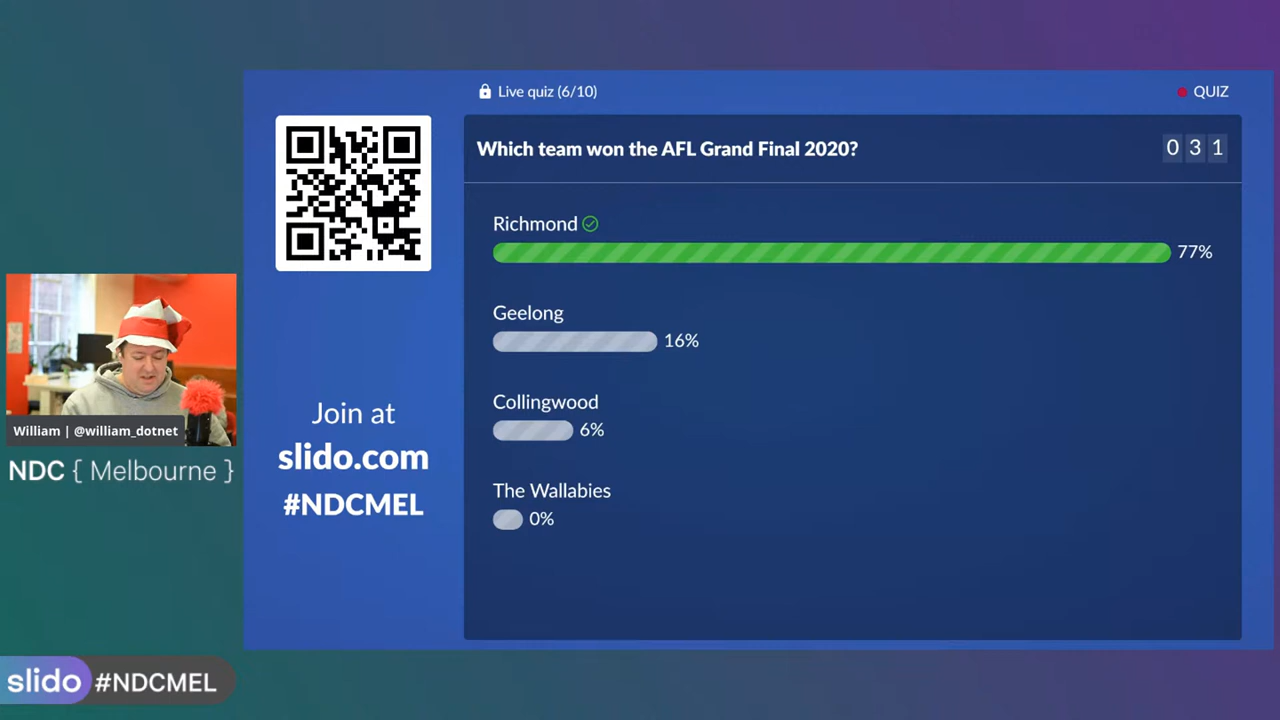 Live quiz (6/10)
QUIZ
Which team won the AFL Grand Final 2020?
0 3 1
Richmond
77%
Geelong
16%
Collingwood
6%
The Wallabies
0%
Join at
slido.com
#NDCMEL
William | @william_dotnet
NDC { Melbourne }
slido #NDCMEL